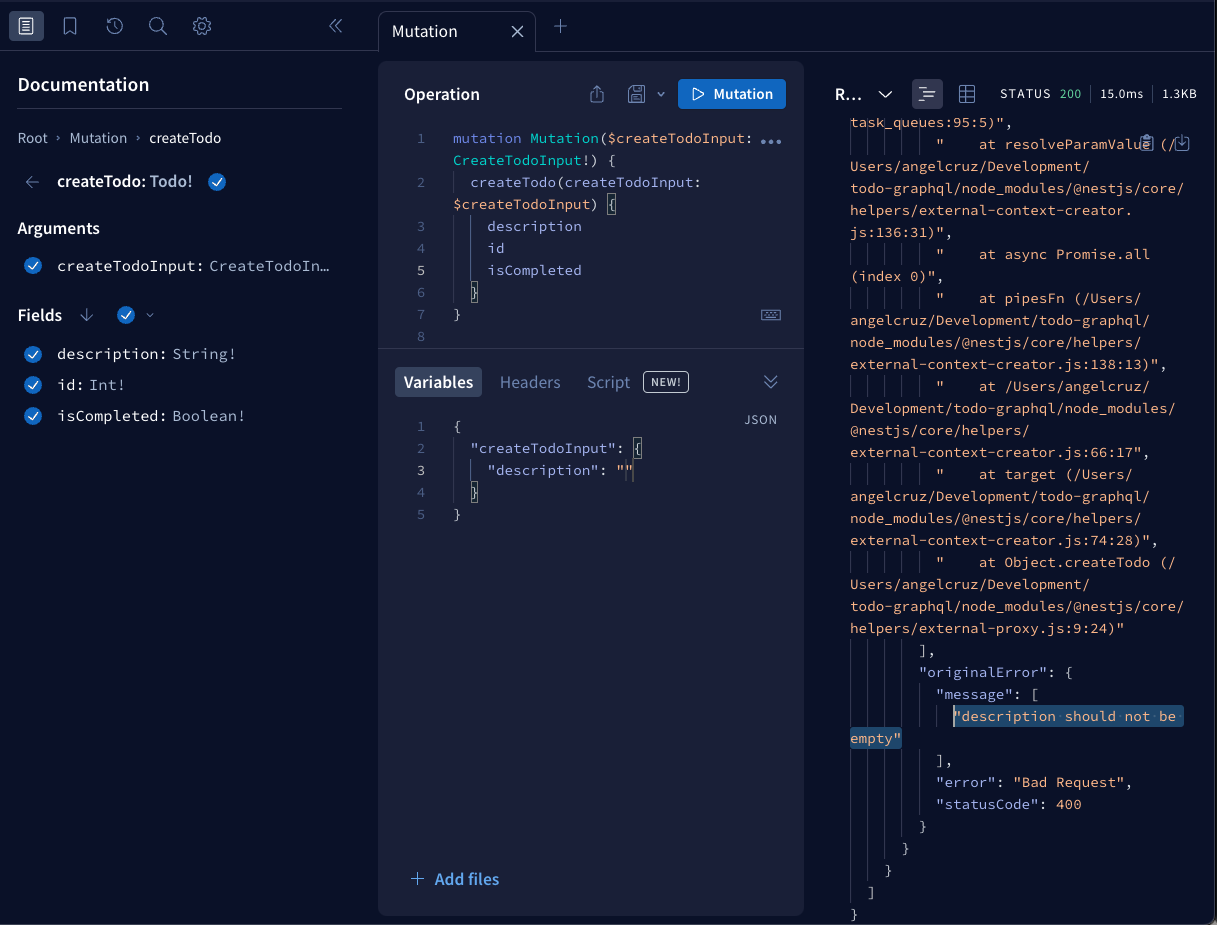 Mutation
Documentation
Root › Mutation › createTodo
createTodo: Todo!
Arguments
createTodoInput: CreateTodoIn...
Fields
description: String!
id: Int!
isCompleted: Boolean!
Operation
Mutation
1 mutation Mutation($createTodoInput:
CreateTodoInput!) {
2 createTodo(createTodoInput:
$createTodoInput) {
3 description
4 id
5 isCompleted
6 }
7 }
8
Variables Headers Script NEW!
JSON
1 {
2 "createTodoInput": {
3 "description": ""
4 }
5 }
Add files
R... STATUS 200 15.0ms 1.3KB
task_queues:95:5)",
"    at resolveParamValue (/
Users/angelcruz/Development/
todo-graphql/node_modules/@nestjs/core/
helpers/external-context-creator.
js:136:31)",
"    at async Promise.all
(index 0)",
"    at pipesFn (/Users/
angelcruz/Development/todo-graphql/
node_modules/@nestjs/core/helpers/
external-context-creator.js:138:13)",
"    at /Users/angelcruz/
Development/todo-graphql/node_modules/
@nestjs/core/helpers/
external-context-creator.js:66:17",
"    at target (/Users/
angelcruz/Development/todo-graphql/
node_modules/@nestjs/core/helpers/
external-context-creator.js:74:28)",
"    at Object.createTodo (/
Users/angelcruz/Development/
todo-graphql/node_modules/@nestjs/core/
helpers/external-proxy.js:9:24)"
],
"originalError": {
"message": [
"description should not be
empty"
],
"error": "Bad Request",
"statusCode": 400
}
}
}
]
}